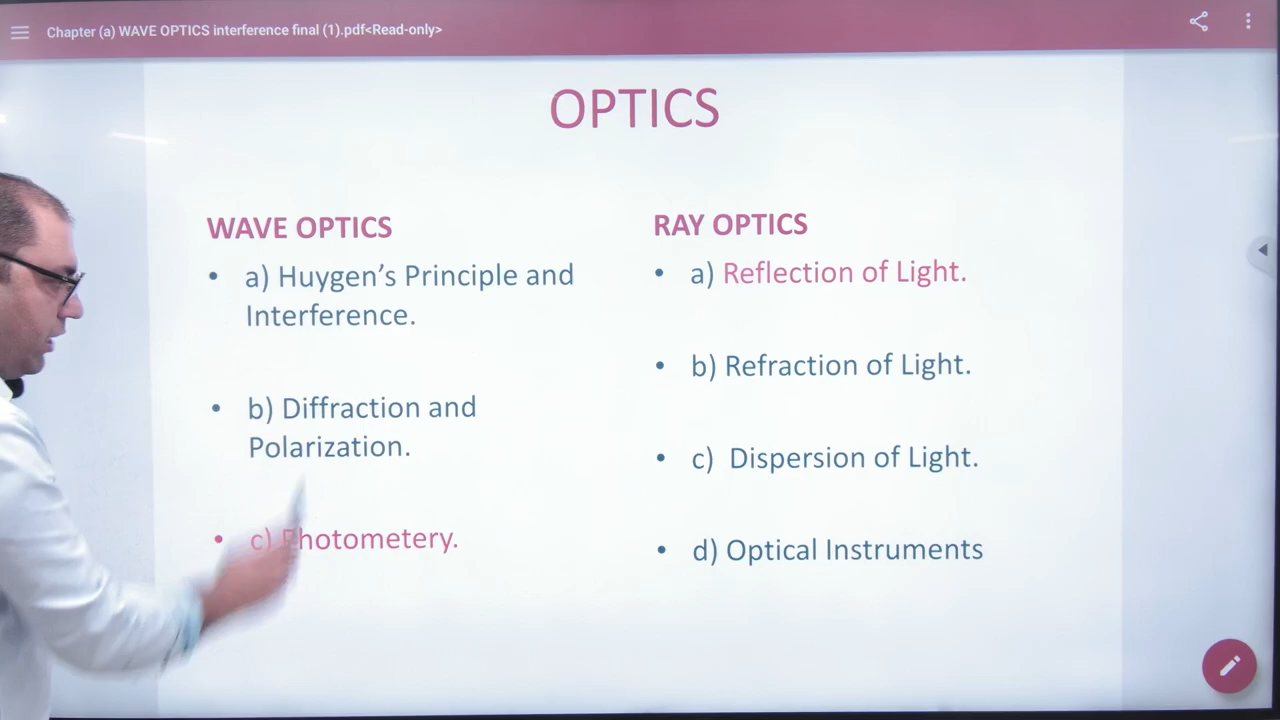 Chapter (a) WAVE OPTICS interference final (1).pdf<Read-only>
OPTICS
WAVE OPTICS
• a) Huygen’s Principle and
Interference.
• b) Diffraction and
Polarization.
• c) Photometery.
RAY OPTICS
• a) Reflection of Light.
• b) Refraction of Light.
• c) Dispersion of Light.
• d) Optical Instruments